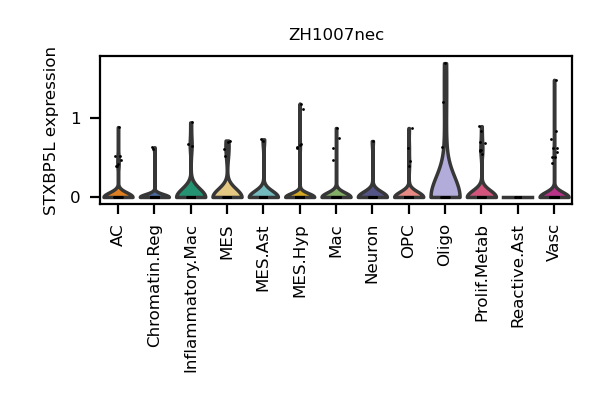 ZH1007nec
STXBP5L expression
1
0
AC
Chromatin.Reg
Inflammatory.Mac
MES
MES.Ast
MES.Hyp
Mac
Neuron
OPC
Oligo
Prolif.Metab
Reactive.Ast
Vasc